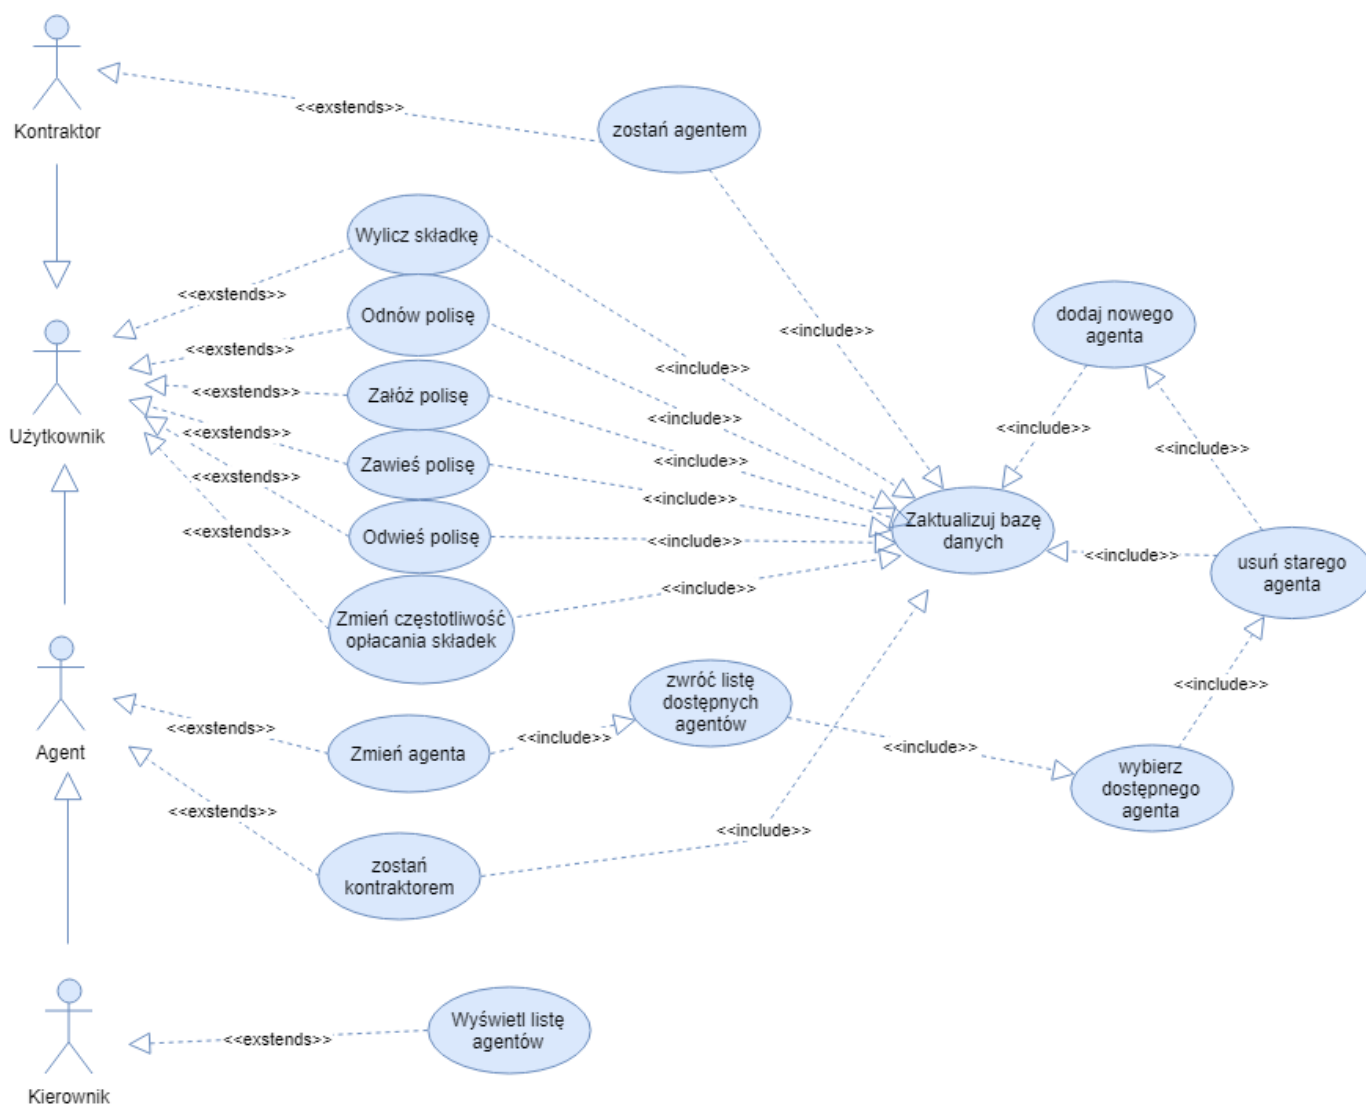 Kontraktor
<<exstends>>
zostań agentem
Wylicz składkę
<<exstends>>
Odnów polisę
<<include>>
dodaj nowego
agenta
<<exstends>>
<<include>>
Załóż polisę
<<exstends>>
<<include>>
Użytkownik
<<exstends>>
<<include>>
<<include>>
<<include>>
Zawieś polisę
<<include>>
<<exstends>>
<<include>>
Zaktualizuj bazę
danych
Odwieś polisę
<<exstends>>
<<include>>
<<include>>
usuń starego
agenta
Zmień częstotliwość
opłacania składek
<<include>>
zwróć listę
dostępnych
agentów
<<include>>
Agent
<<exstends>>
Zmień agenta
<<include>>
<<include>>
wybierz
dostępnego
agenta
<<exstends>>
<<include>>
zostań
kontraktorem
Wyświetl listę
agentów
<<exstends>>
Kierownik